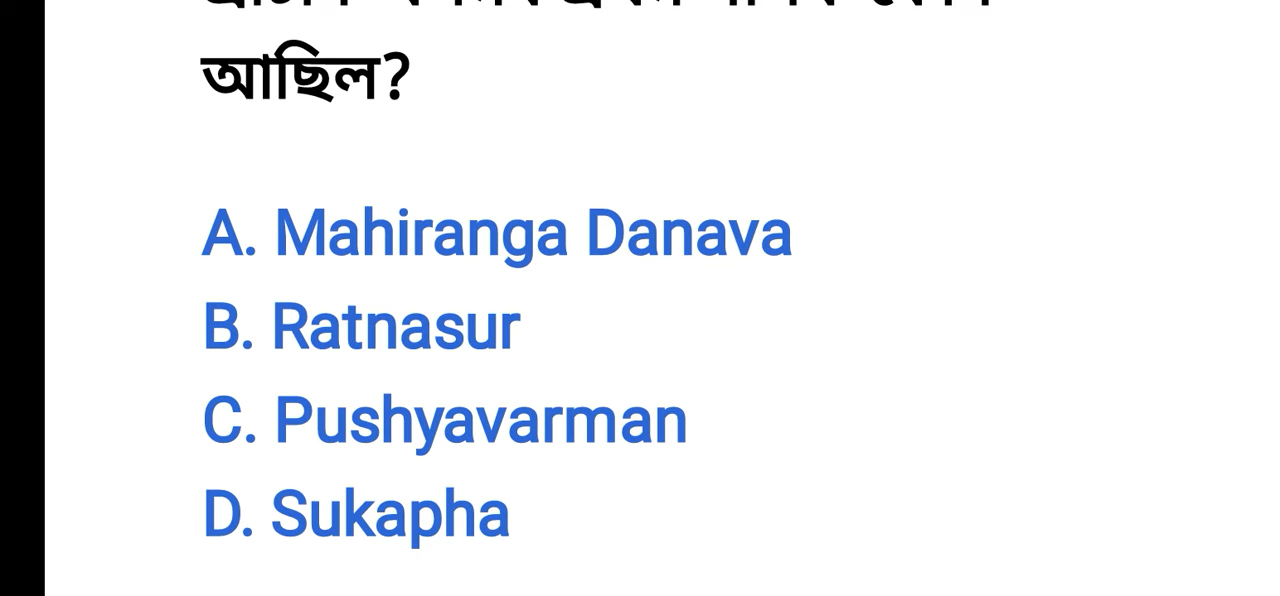 আছিল?
A. Mahiranga Danava
B. Ratnasur
C. Pushyavarman
D. Sukapha